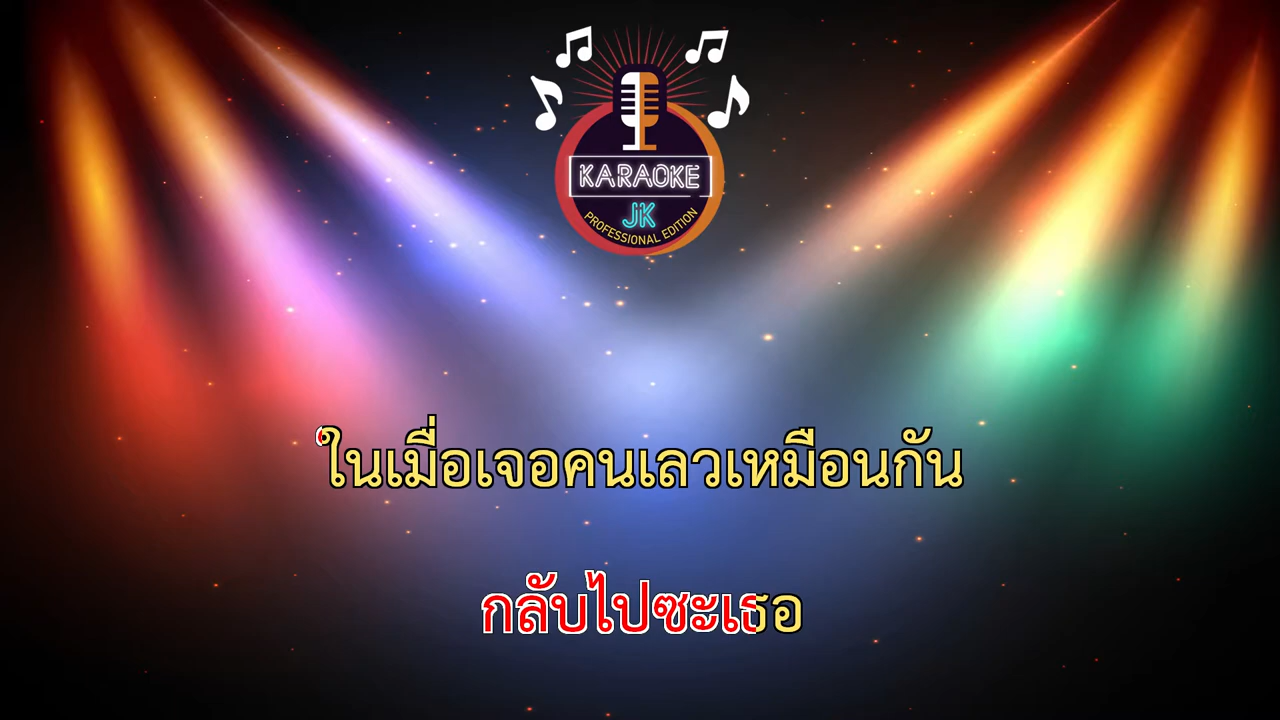 KARAOKE
JK
PROFESSIONAL EDITION
ในเมื่อเจอคนเลวเหมือนกัน
กลับไปซะเธอ